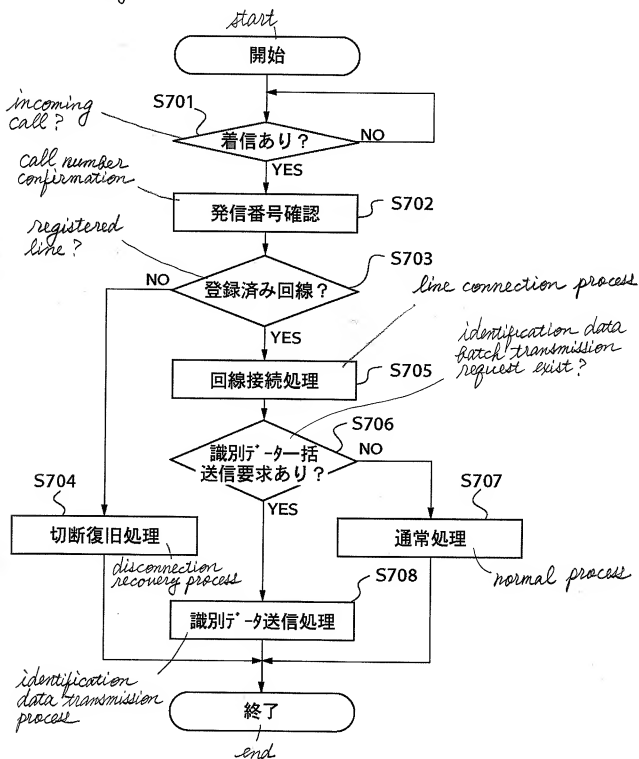 start
開始
incoming
call?
S701
着信あり?
NO
YES
call number
confirmation
発信番号確認
S702
registered
line?
S703
登録済み回線?
NO
YES
line connection process
回線接続処理
S705
identification data
batch transmission
request exist?
S706
識別データ一括
送信要求あり?
NO
YES
S704
切断復旧処理
disconnection
recovery process
S707
通常処理
normal process
S708
識別データ送信処理
identification
data transmission
process
終了
end